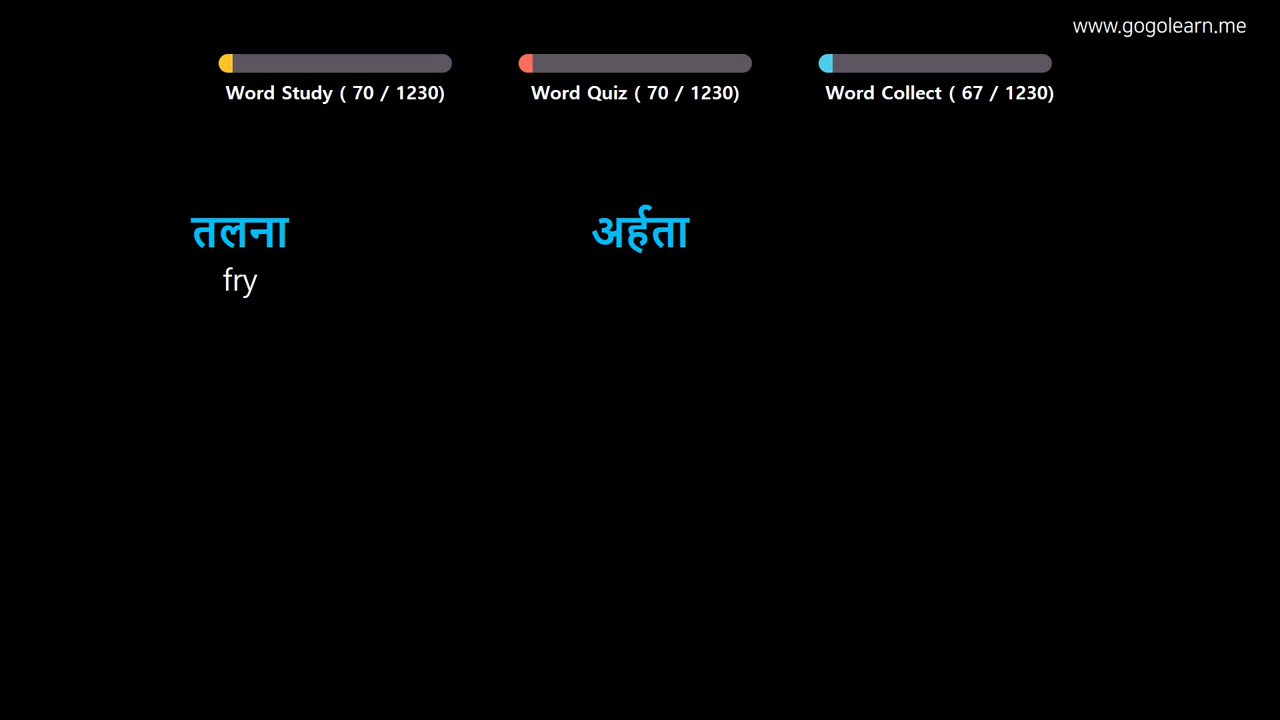 www.gogolearn.me
Word Study ( 70 / 1230)
Word Quiz ( 70 / 1230)
Word Collect ( 67 / 1230)
तलना
अर्हता
fry